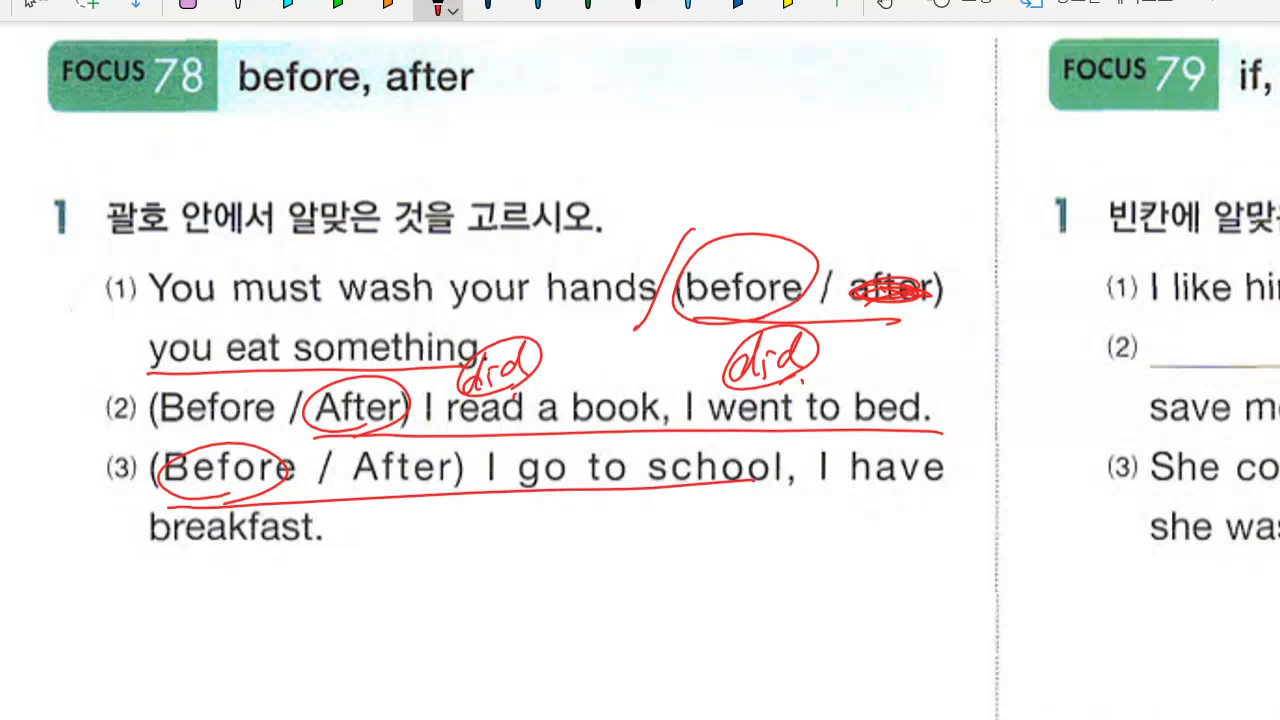 FOCUS 78 before, after
1 괄호 안에서 알맞은 것을 고르시오.
(1) You must wash your hands (before / after)
you eat something.
did did
(2) (Before / After) I read a book, I went to bed.
(3) (Before / After) I go to school, I have
breakfast.
FOCUS 79 if,
1 빈칸에 알맞은
(1) I like hi
(2)
save m
(3) She co
she wa